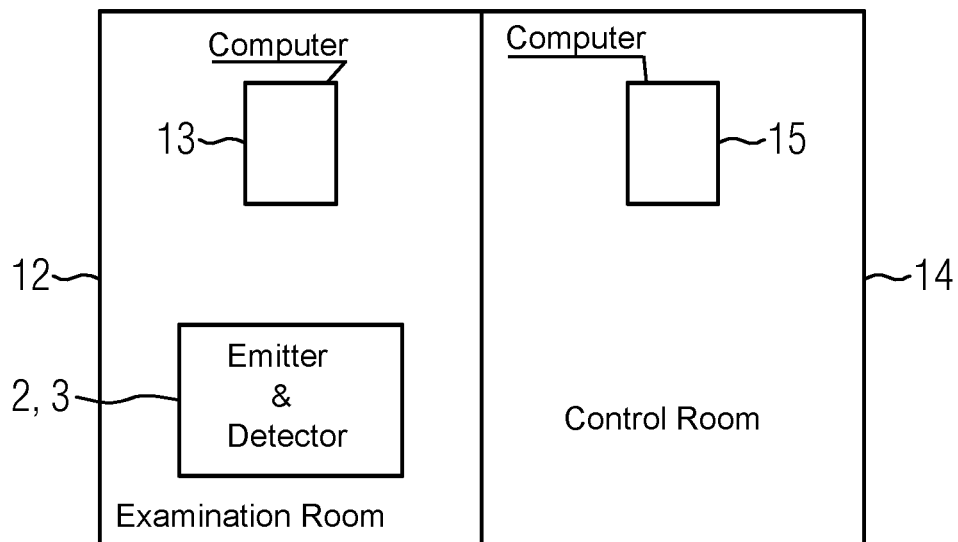 Computer
Computer
13
15
12
14
Emitter
&
Detector
2, 3
Control Room
Examination Room